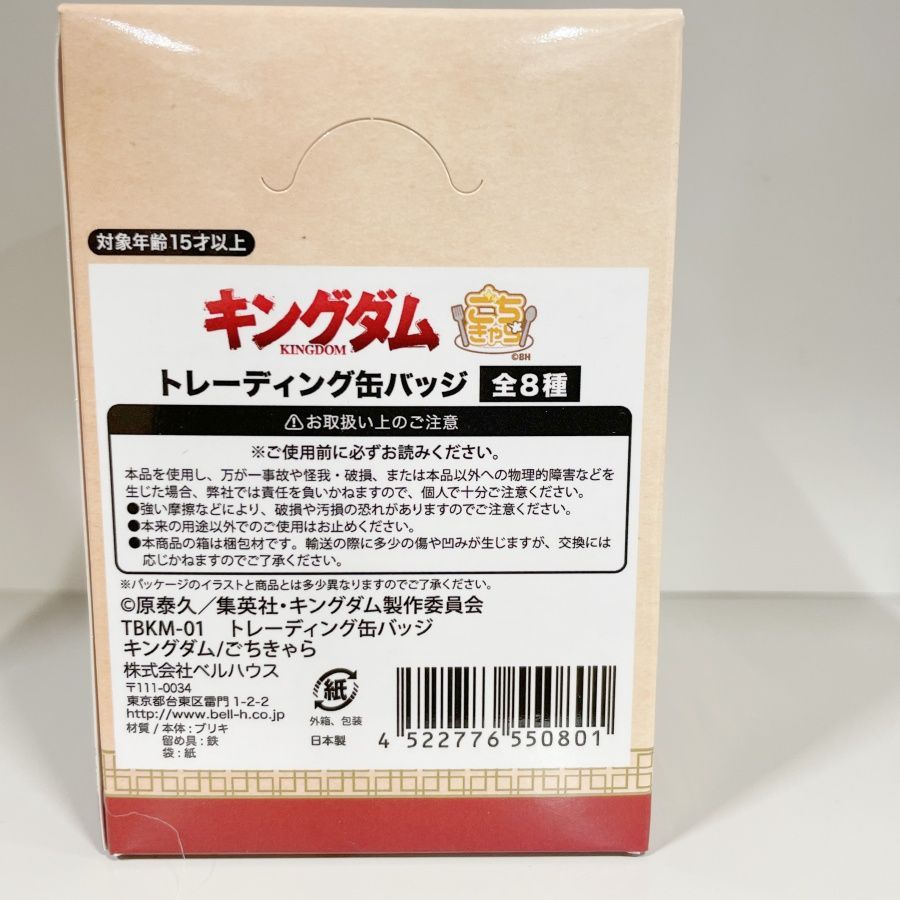 対象年齢15才以上
キングダム
KINGDOM
ごちきゃら
©BH
トレーディング缶バッジ 全8種
⚠お取扱い上のご注意
※ご使用前に必ずお読みください。
本品を使用し、万が一事故や怪我・破損、または本品以外への物理的障害などを
生じた場合、弊社では責任を負いかねますので、個人で十分ご注意ください。
●強い摩擦などにより、破損や汚損の恐れがありますのでご注意ください。
●本来の用途以外でのご使用はお止めください。
●本商品の箱は梱包材です。輸送の際に多少の傷や凹みが生じますが、交換には
応じかねますのでご了承ください。
※パッケージのイラストと商品とは多少異なりますのでご了承ください。
©原泰久／集英社・キングダム製作委員会
TBKM-01 トレーディング缶バッジ
キングダム/ごちきゃら
株式会社ベルハウス
〒111-0034
東京都台東区雷門 1-2-2
http://www.bell-h.co.jp
材質 / 本体 : ブリキ
留め具 : 鉄
袋 : 紙
紙
外箱、包装
日本製
4 522776 550801